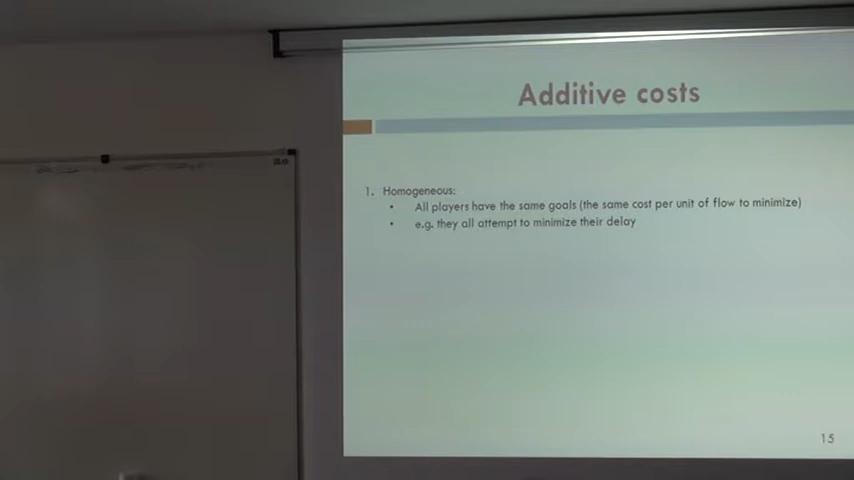 Additive costs
1. Homogeneous:
• All players have the same goals (the same cost per unit of flow to minimize)
• e.g. they all attempt to minimize their delay
15